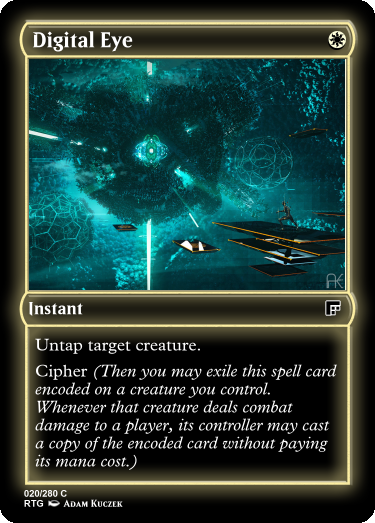 Digital Eye
AK
Instant
Untap target creature.
Cipher (Then you may exile this spell card
encoded on a creature you control.
Whenever that creature deals combat
damage to a player, its controller may cast
a copy of the encoded card without paying
its mana cost.)
020/280 C
RTG Adam Kuczek